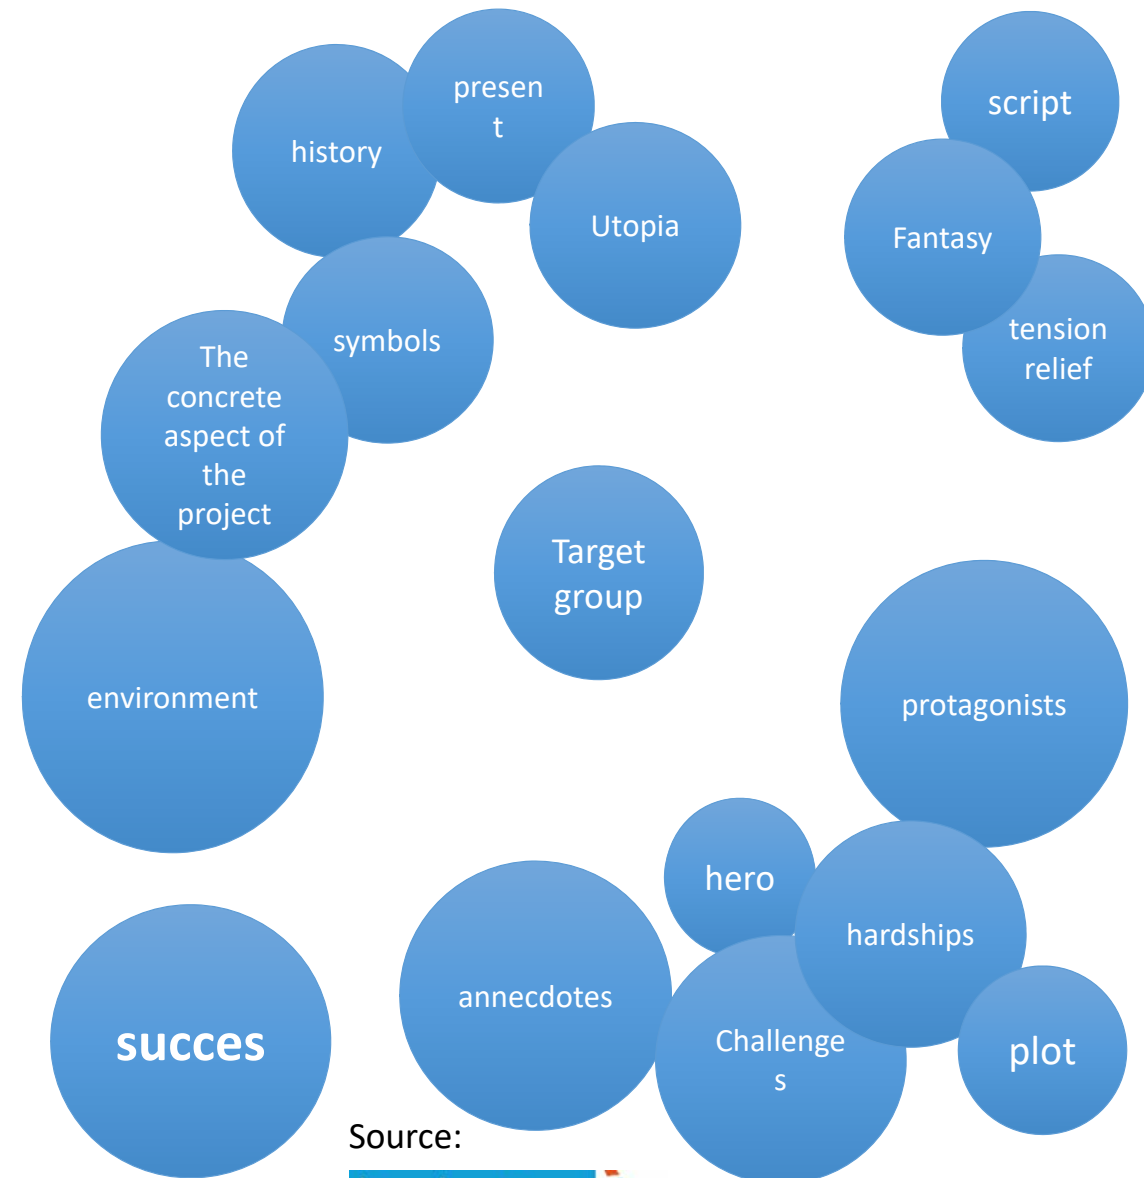 presen
t
history
script
Utopia
Fantasy
symbols
tension
relief
The
concrete
aspect of
the
project
Target
group
environment
protagonists
hero
hardships
annecdotes
succes
Challenge
s
plot
Source: